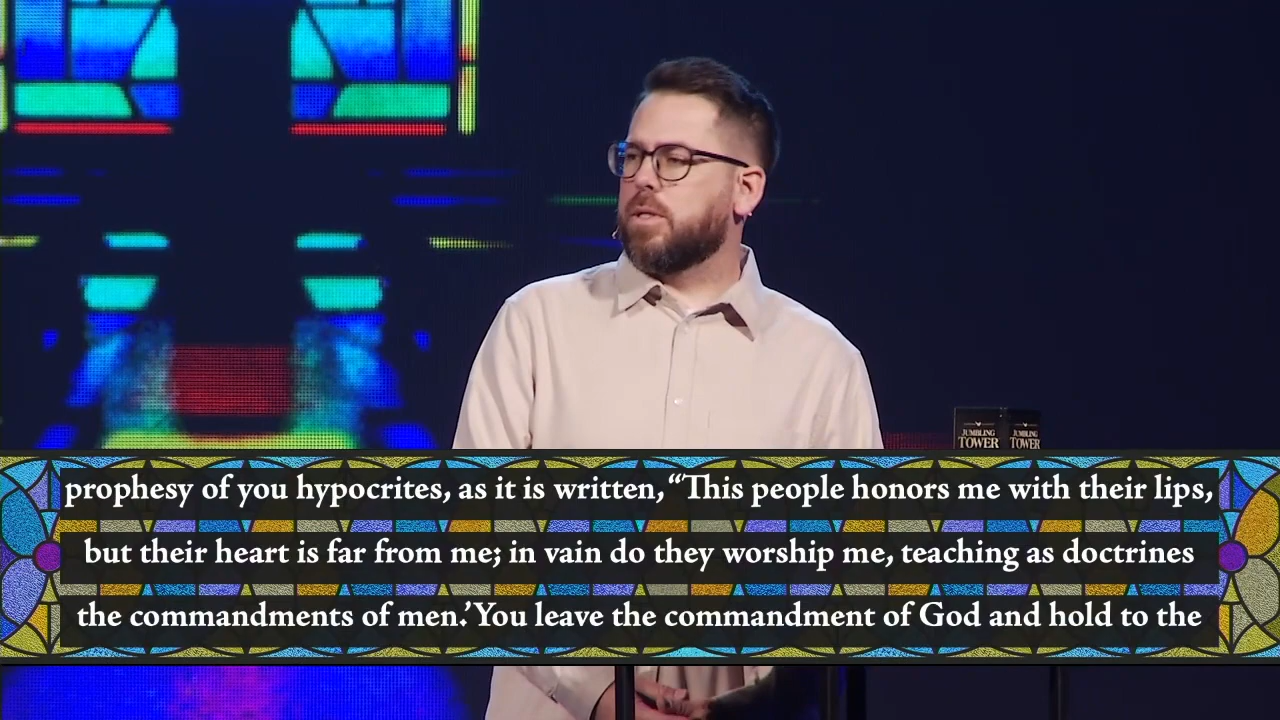 JUMBLING
TOWER
JUMBLING
TOWER
prophesy of you hypocrites, as it is written, “This people honors me with their lips,
but their heart is far from me; in vain do they worship me, teaching as doctrines
the commandments of men.’ You leave the commandment of God and hold to the